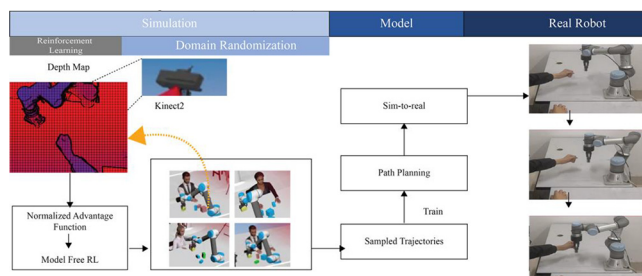 Simulation
Model
Real Robot
Reinforcement
Learning
Domain Randomization
Depth Map
Kinect2
Sim-to-real
Path Planning
Train
Normalized Advantage
Function
Model Free RL
Sampled Trajectories